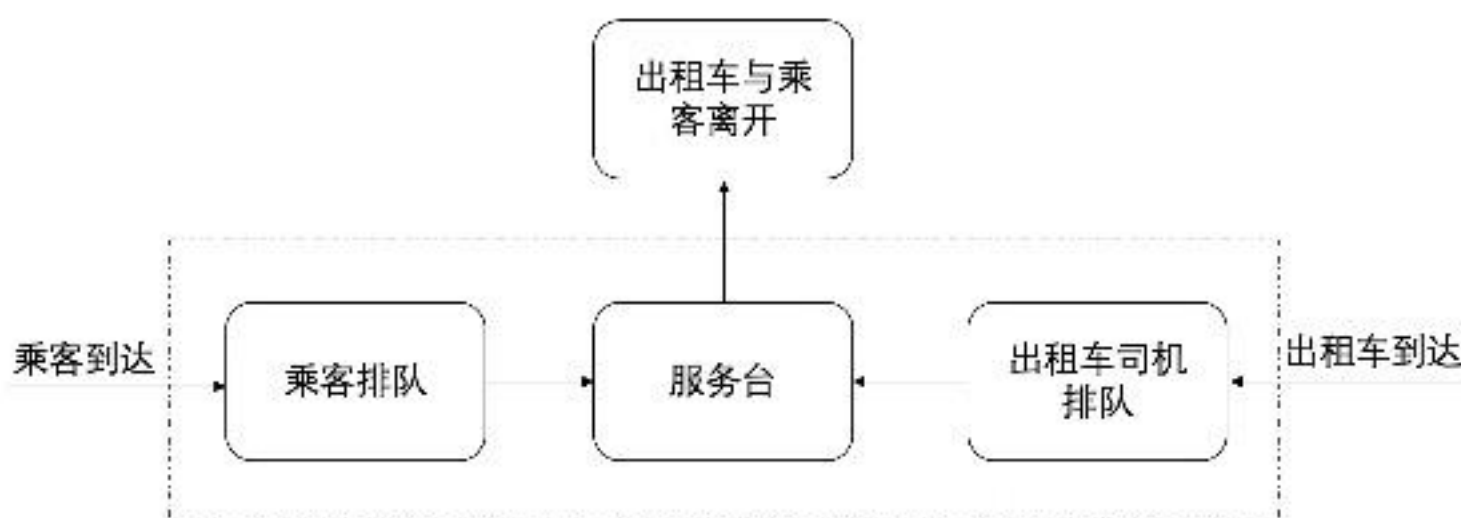 出租车与乘
客离开
乘客到达
乘客排队
服务台
出租车司机
排队
出租车到达